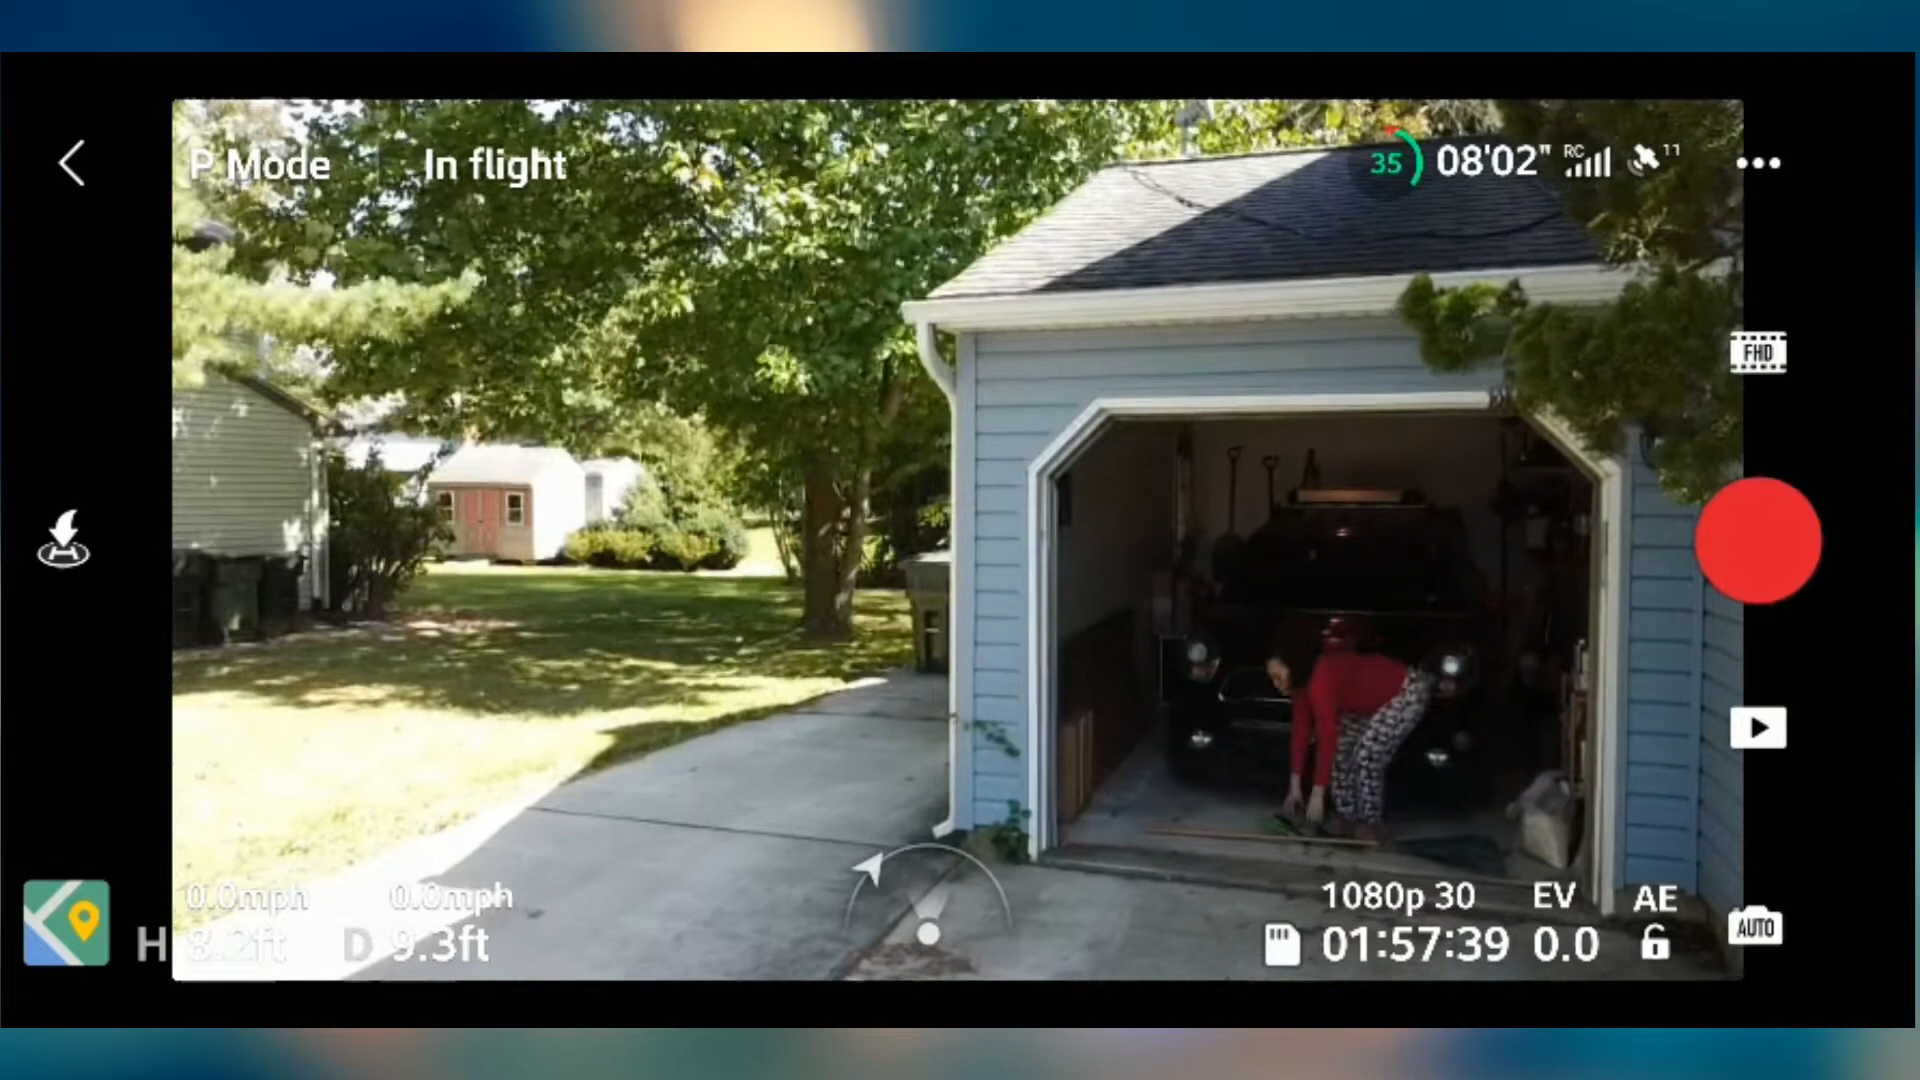 P Mode In flight 35 08'02" RC 11
FHD
0.0mph 0.0mph
H 8.2ft D 9.3ft
1080p 30 EV AE
01:57:39 0.0
AUTO